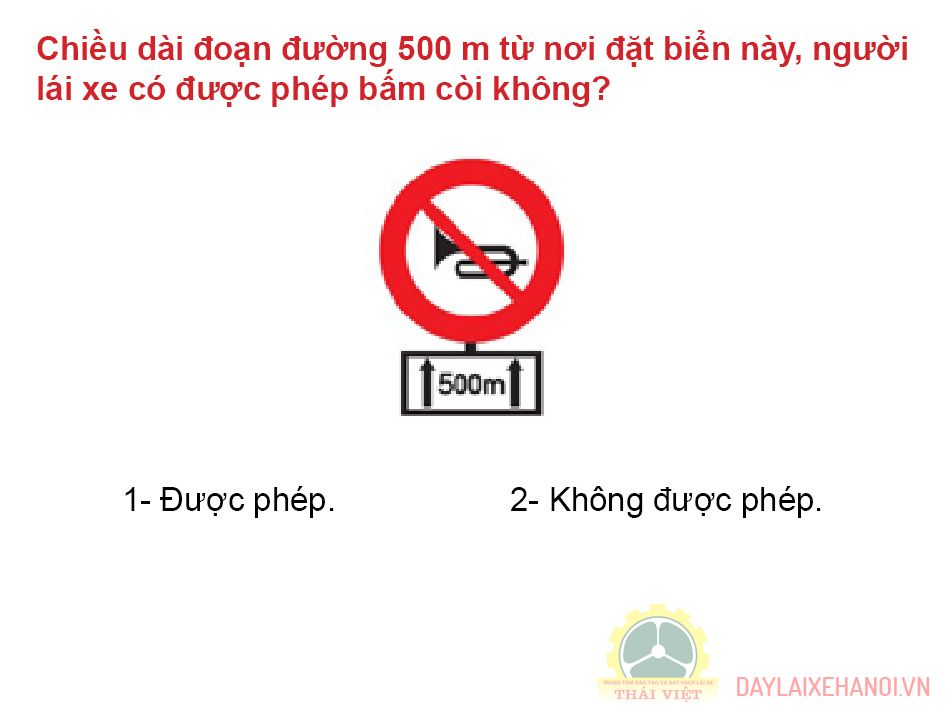 Chiều dài đoạn đường 500 m từ nơi đặt biển này, người
lái xe có được phép bấm còi không?
500m
1- Được phép.
2- Không được phép.
TRUNG TÂM ĐÀO TẠO VÀ SÁT HẠCH LÁI XE
THÁI VIỆT
DAYLAIXEHANOI.VN